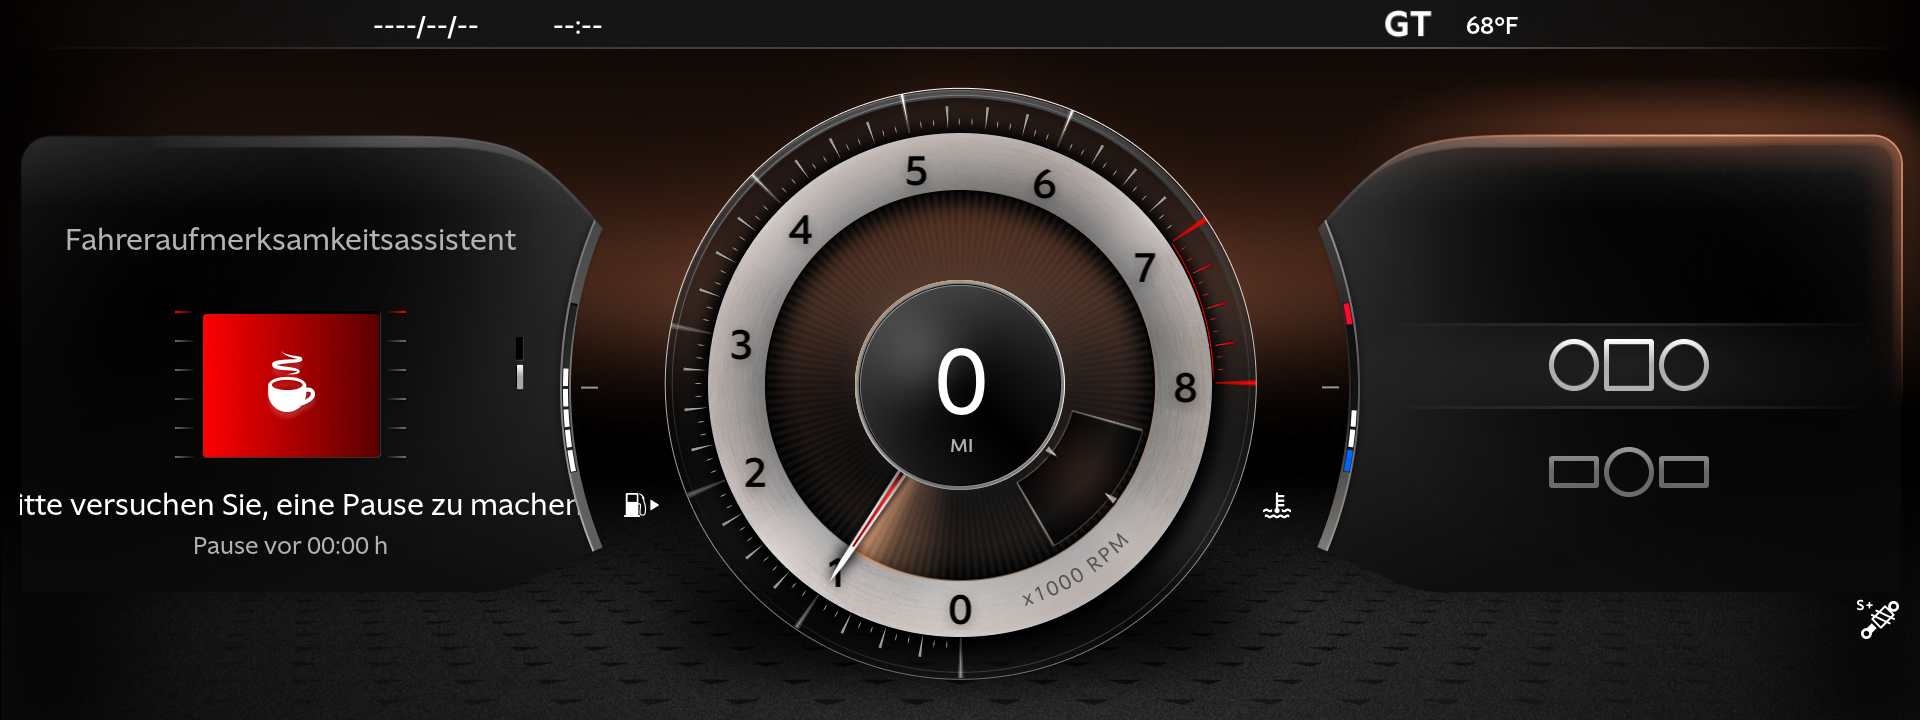 ----/--/-- --:-- GT 68°F
Fahreraufmerksamkeitsassistent
itte versuchen Sie, eine Pause zu machen
Pause vor 00:00 h
0
1
2
3
4
5
6
7
8
x1000 RPM
0
MI
S+